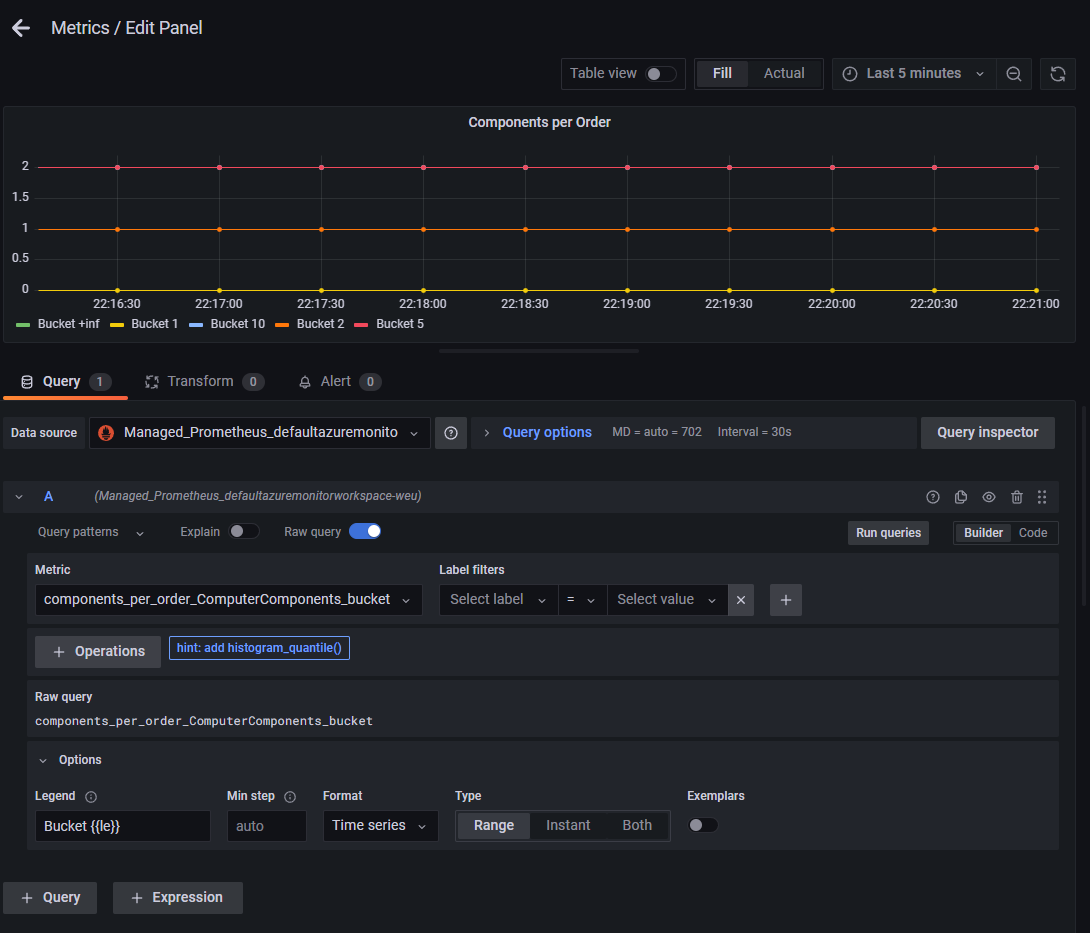 Metrics / Edit Panel
Table view Fill Actual Last 5 minutes
Components per Order
2
1.5
1
0.5
0
22:16:30 22:17:00 22:17:30 22:18:00 22:18:30 22:19:00 22:19:30 22:20:00 22:20:30 22:21:00
Bucket +inf Bucket 1 Bucket 10 Bucket 2 Bucket 5
Query 1 Transform 0 Alert 0
Data source Managed_Prometheus_defaultazuremonito Query options MD = auto = 702 Interval = 30s Query inspector
A (Managed_Prometheus_defaultazuremonitorworkspace-weu)
Query patterns Explain Raw query Run queries Builder Code
Metric Label filters
components_per_order_ComputerComponents_bucket Select label = Select value
+ Operations hint: add histogram_quantile()
Raw query
components_per_order_ComputerComponents_bucket
Options
Legend Min step Format Type Exemplars
Bucket {{le}} auto Time series Range Instant Both
+ Query + Expression